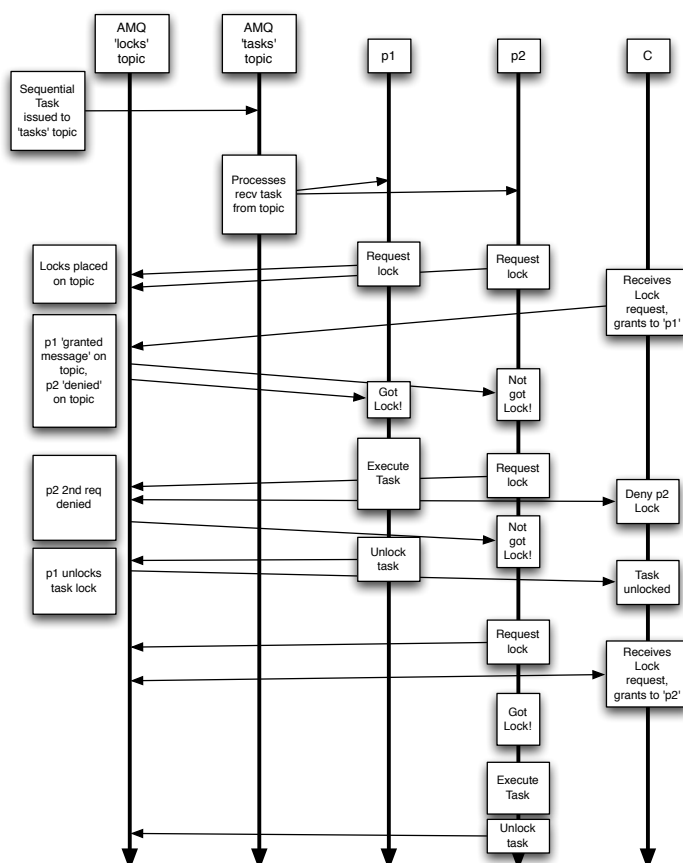 AMQ
'locks'
topic
AMQ
'tasks'
topic
p1
p2
C
Sequential
Task
issued to
'tasks' topic
Processes
recv task
from topic
Locks placed
on topic
Request
lock
Request
lock
Receives
Lock
request,
grants to 'p1'
p1 'granted
message' on
topic,
p2 'denied'
on topic
Got
Lock!
Not
got
Lock!
Execute
Task
p2 2nd req
denied
Request
lock
Deny p2
Lock
Not
got
Lock!
Unlock
task
p1 unlocks
task lock
Task
unlocked
Request
lock
Receives
Lock
request,
grants to 'p2'
Got
Lock!
Execute
Task
Unlock
task